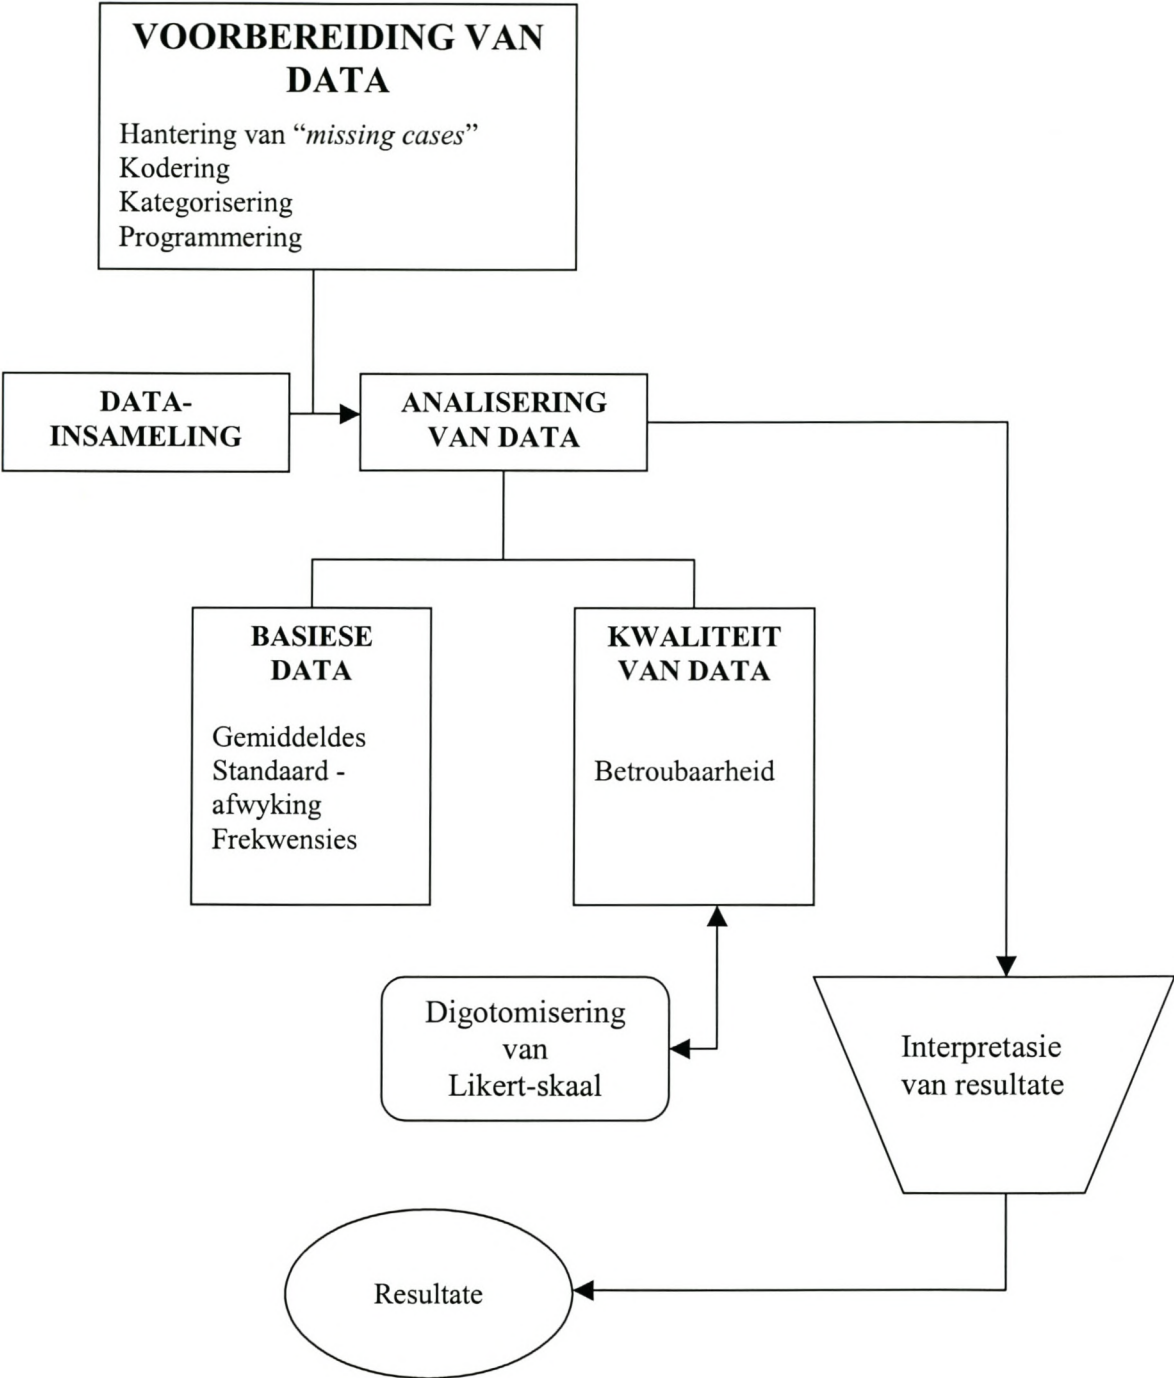 VOORBEREIDING VAN
DATA
Hantering van “missing cases”
Kodering
Kategorisering
Programmering
DATA-
INSAMELING
ANALISERING
VAN DATA
BASIESE
DATA
Gemiddeldes
Standaard -
afwyking
Frekwensies
KWALITEIT
VAN DATA
Betroubaarheid
Digotomisering
van
Likert-skaal
Interpretasie
van resultate
Resultate